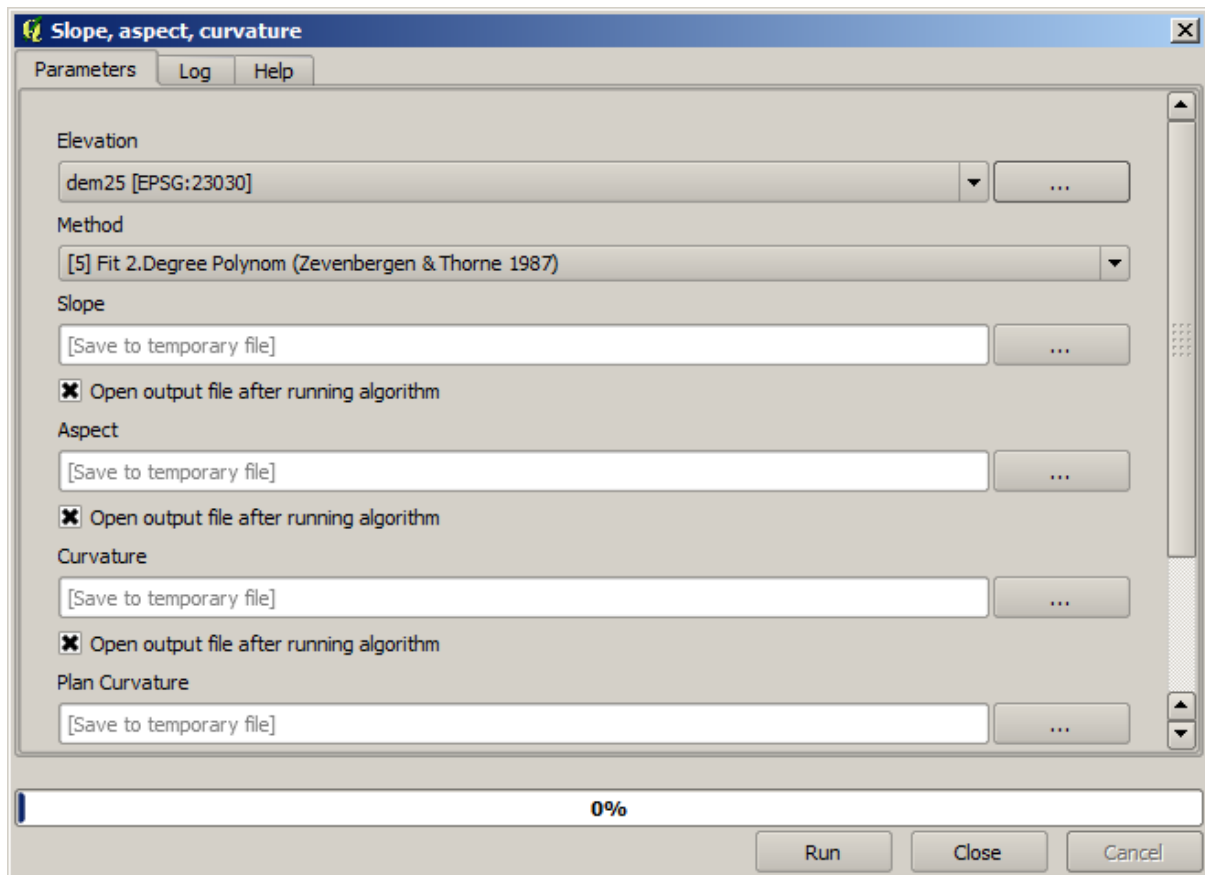 Slope, aspect, curvature
Parameters Log Help
Elevation
dem25 [EPSG:23030] ...
Method
[5] Fit 2.Degree Polynom (Zevenbergen & Thorne 1987)
Slope
[Save to temporary file] ...
Open output file after running algorithm
Aspect
[Save to temporary file] ...
Open output file after running algorithm
Curvature
[Save to temporary file] ...
Open output file after running algorithm
Plan Curvature
[Save to temporary file] ...
0%
Run Close Cancel